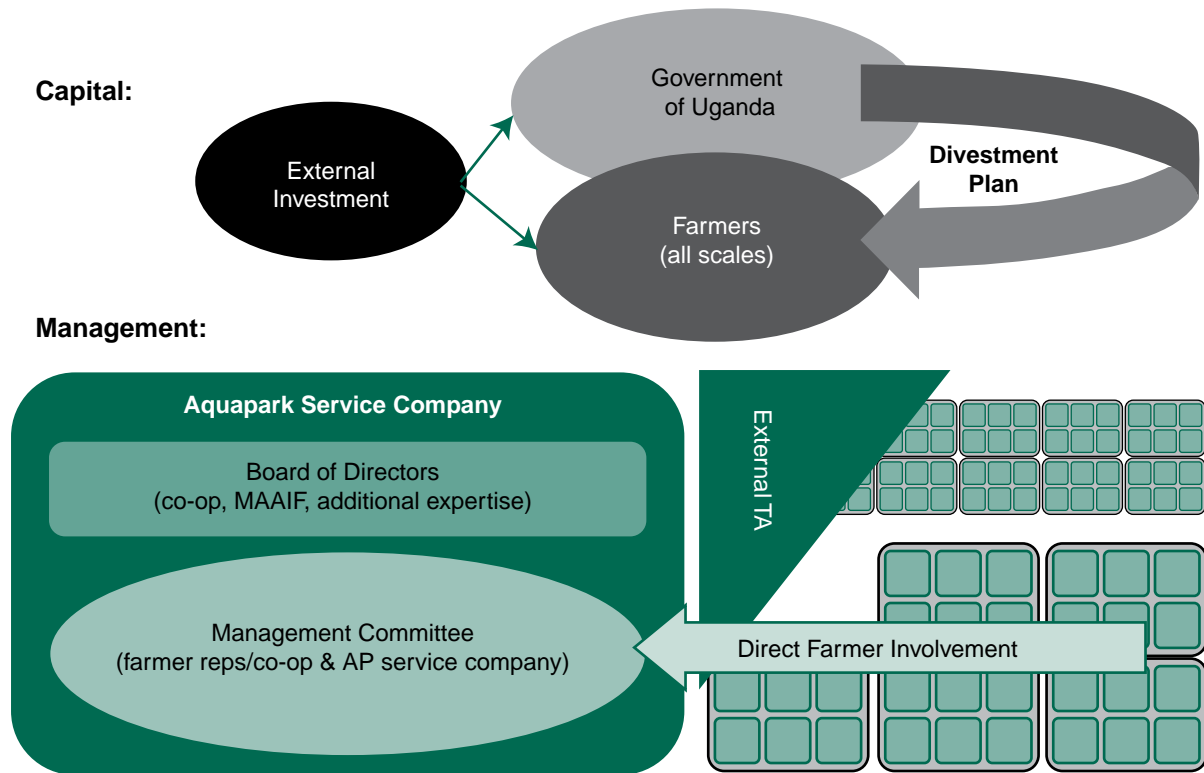 Capital:
Government
of Uganda
External
Investment
Divestment
Plan
Farmers
(all scales)
Management:
Aquapark Service Company
Board of Directors
(co-op, MAAIF, additional expertise)
External TA
Management Committee
(farmer reps/co-op & AP service company)
Direct Farmer Involvement